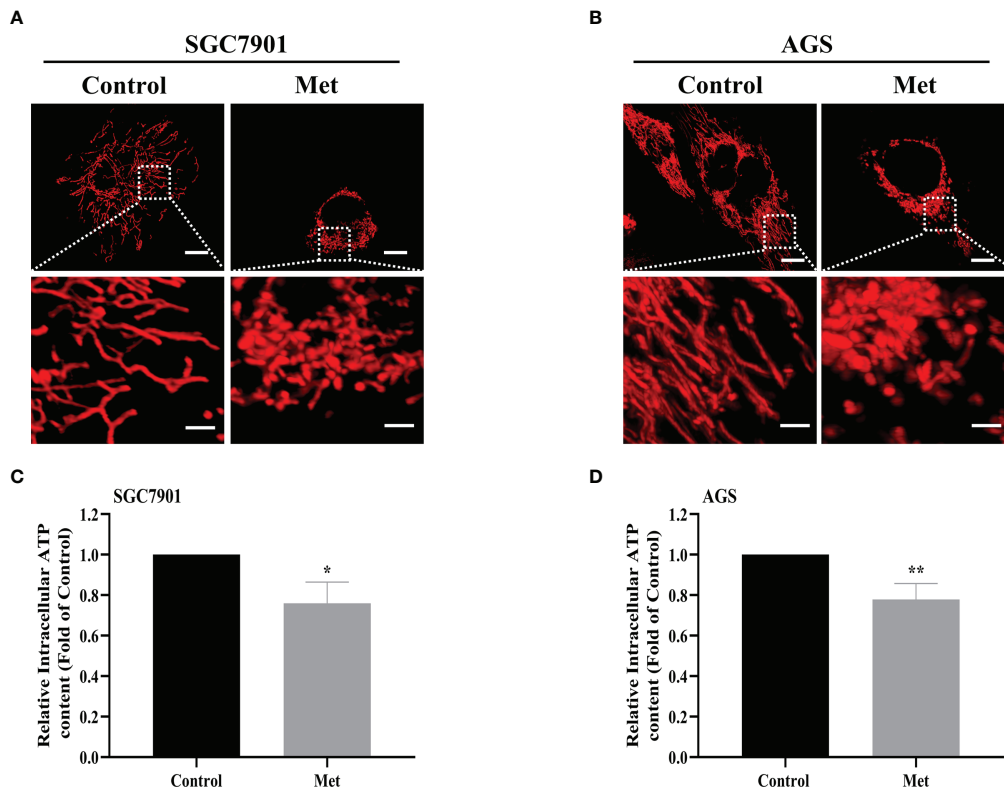 A
SGC7901
Control Met
B
AGS
Control Met
C
SGC7901
Relative Intracellular ATP
content (Fold of Control)
1.2
1.0
0.8
0.6
0.4
0.2
0.0
*
Control Met
D
AGS
Relative Intracellular ATP
content (Fold of Control)
1.2
1.0
0.8
0.6
0.4
0.2
0.0
**
Control Met